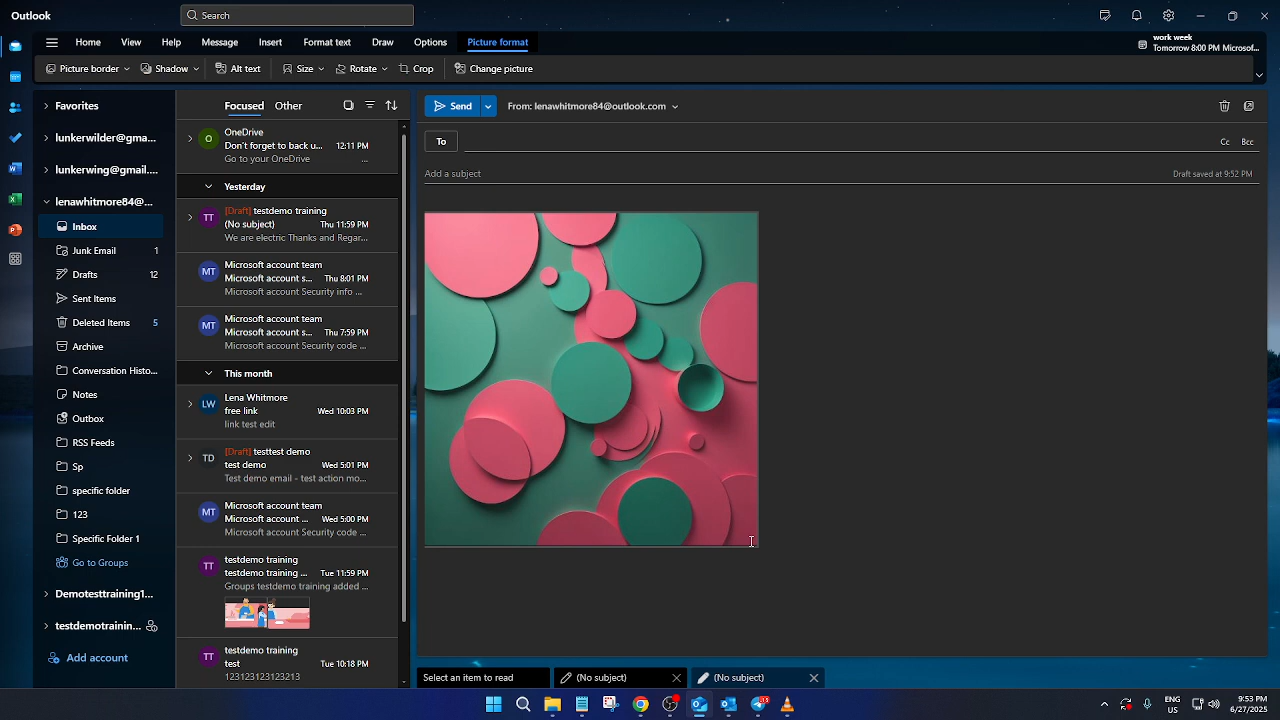 Outlook
Search
work week
Tomorrow 8:00 PM Microsof...
Home View Help Message Insert Format text Draw Options Picture format
Picture border Shadow Alt text Size Rotate Crop Change picture
Favorites
lunkerwilder@gma...
lunkerwing@gmail....
lenawhitmore84@...
Inbox
Junk Email 1
Drafts 12
Sent Items
Deleted Items 5
Archive
Conversation Histo...
Notes
Outbox
RSS Feeds
Sp
specific folder
123
Specific Folder 1
Go to Groups
Demotesttraining1...
testdemotrainin...
Add account
Focused Other
O
OneDrive
Don't forget to back u... 12:11 PM
Go to your OneDrive ...
Yesterday
TT
[Draft] testdemo training
(No subject) Thu 11:59 PM
We are electric Thanks and Regar...
MT
Microsoft account team
Microsoft account s... Thu 8:01 PM
Microsoft account Security info ...
MT
Microsoft account team
Microsoft account s... Thu 7:59 PM
Microsoft account Security code ...
This month
LW
Lena Whitmore
free link Wed 10:03 PM
link test edit
TD
[Draft] testtest demo
test demo Wed 5:01 PM
Test demo email - test action mo...
MT
Microsoft account team
Microsoft account ... Wed 5:00 PM
Microsoft account Security code ...
TT
testdemo training
testdemo training ... Tue 11:59 PM
Groups testdemo training added ...
TT
testdemo training
test Tue 10:18 PM
123123123123213
Send From: lenawhitmore84@outlook.com
To Cc Bcc
Add a subject Draft saved at 9:52 PM
Select an item to read (No subject) (No subject)
ENG
US
9:53 PM
6/27/2025